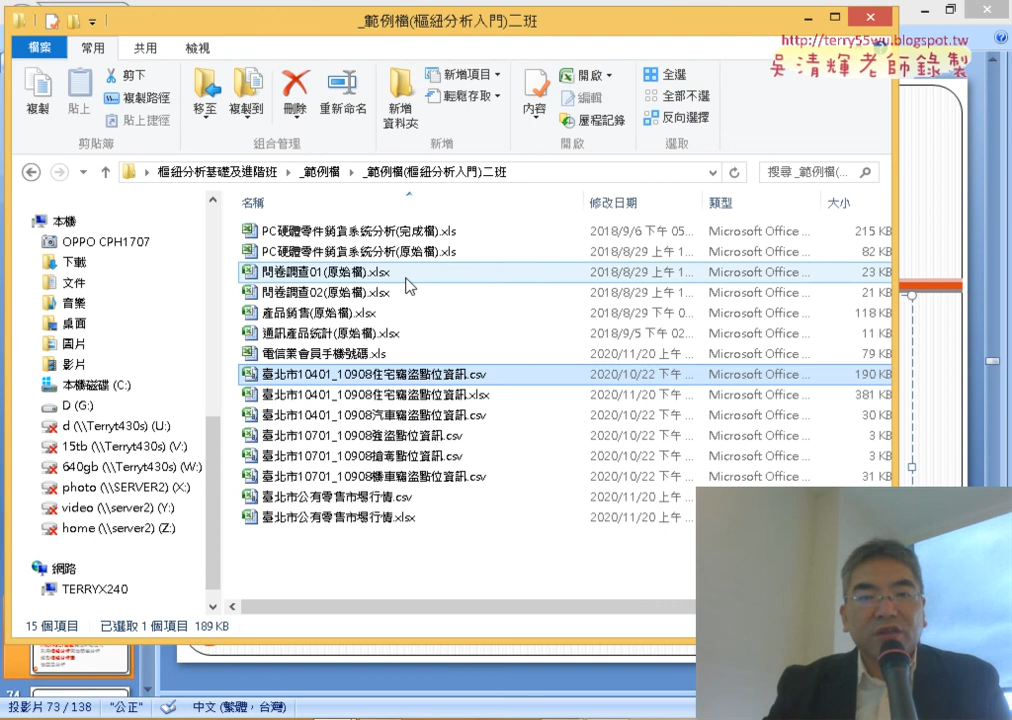 _範例檔(樞紐分析入門)二班
http://terry55wu.blogspot.tw
吳清輝老師錄製
檔案 常用 共用 檢視
複製
貼上
剪下
複製路徑
貼上捷徑
剪貼簿
移至
複製到
刪除
重新命名
組合管理
新增
資料夾
新增項目
輕鬆存取
新增
內容
開啟
編輯
歷程記錄
開啟
全選
全部不選
反向選擇
選取
樞紐分析基礎及進階班 _範例檔 _範例檔(樞紐分析入門)二班
搜尋 _範例檔(...
本機
OPPO CPH1707
下載
文件
音樂
桌面
圖片
影片
本機磁碟 (C:)
D (G:)
d (\\Terryt430s) (U:)
15tb (\\Terryt430s) (V:)
640gb (\\Terryt430s) (W:)
photo (\\SERVER2) (X:)
video (\\server2) (Y:)
home (\\server2) (Z:)
網路
TERRYX240
名稱 修改日期 類型 大小
PC硬體零件銷貨系統分析(完成檔).xls 2018/9/6 下午 05... Microsoft Office ... 215 KB
PC硬體零件銷貨系統分析(原始檔).xls 2018/8/29 上午 1... Microsoft Office ... 82 KB
問卷調查01(原始檔).xlsx 2018/8/29 上午 1... Microsoft Office ... 23 KB
問卷調查02(原始檔).xlsx 2018/8/29 上午 1... Microsoft Office ... 21 KB
產品銷售(原始檔).xlsx 2018/8/29 下午 0... Microsoft Office ... 118 KB
通訊產品統計(原始檔).xlsx 2018/9/5 下午 02... Microsoft Office ... 11 KB
電信業會員手機號碼.xls 2020/11/20 上午 ... Microsoft Office ... 79 KB
臺北市10401_10908住宅竊盜點位資訊.csv 2020/10/22 下午 ... Microsoft Office ... 190 KB
臺北市10401_10908住宅竊盜點位資訊.xlsx 2020/11/20 上午 ... Microsoft Office ... 381 KB
臺北市10401_10908汽車竊盜點位資訊.csv 2020/10/22 下午 ... Microsoft Office ... 30 KB
臺北市10701_10908強盜點位資訊.csv 2020/10/22 下午 ... Microsoft Office ... 3 KB
臺北市10701_10908搶奪點位資訊.csv 2020/10/22 下午 ... Microsoft Office ... 3 KB
臺北市10701_10908機車竊盜點位資訊.csv 2020/10/22 下午 ... Microsoft Office ... 31 KB
臺北市公有零售市場行情.csv 2020/11/20 上午 ...
臺北市公有零售市場行情.xlsx 2020/11/20 上午 ...
15 個項目 已選取 1 個項目 189 KB
74
投影片 73 / 138 "公正" 中文 (繁體，台灣)